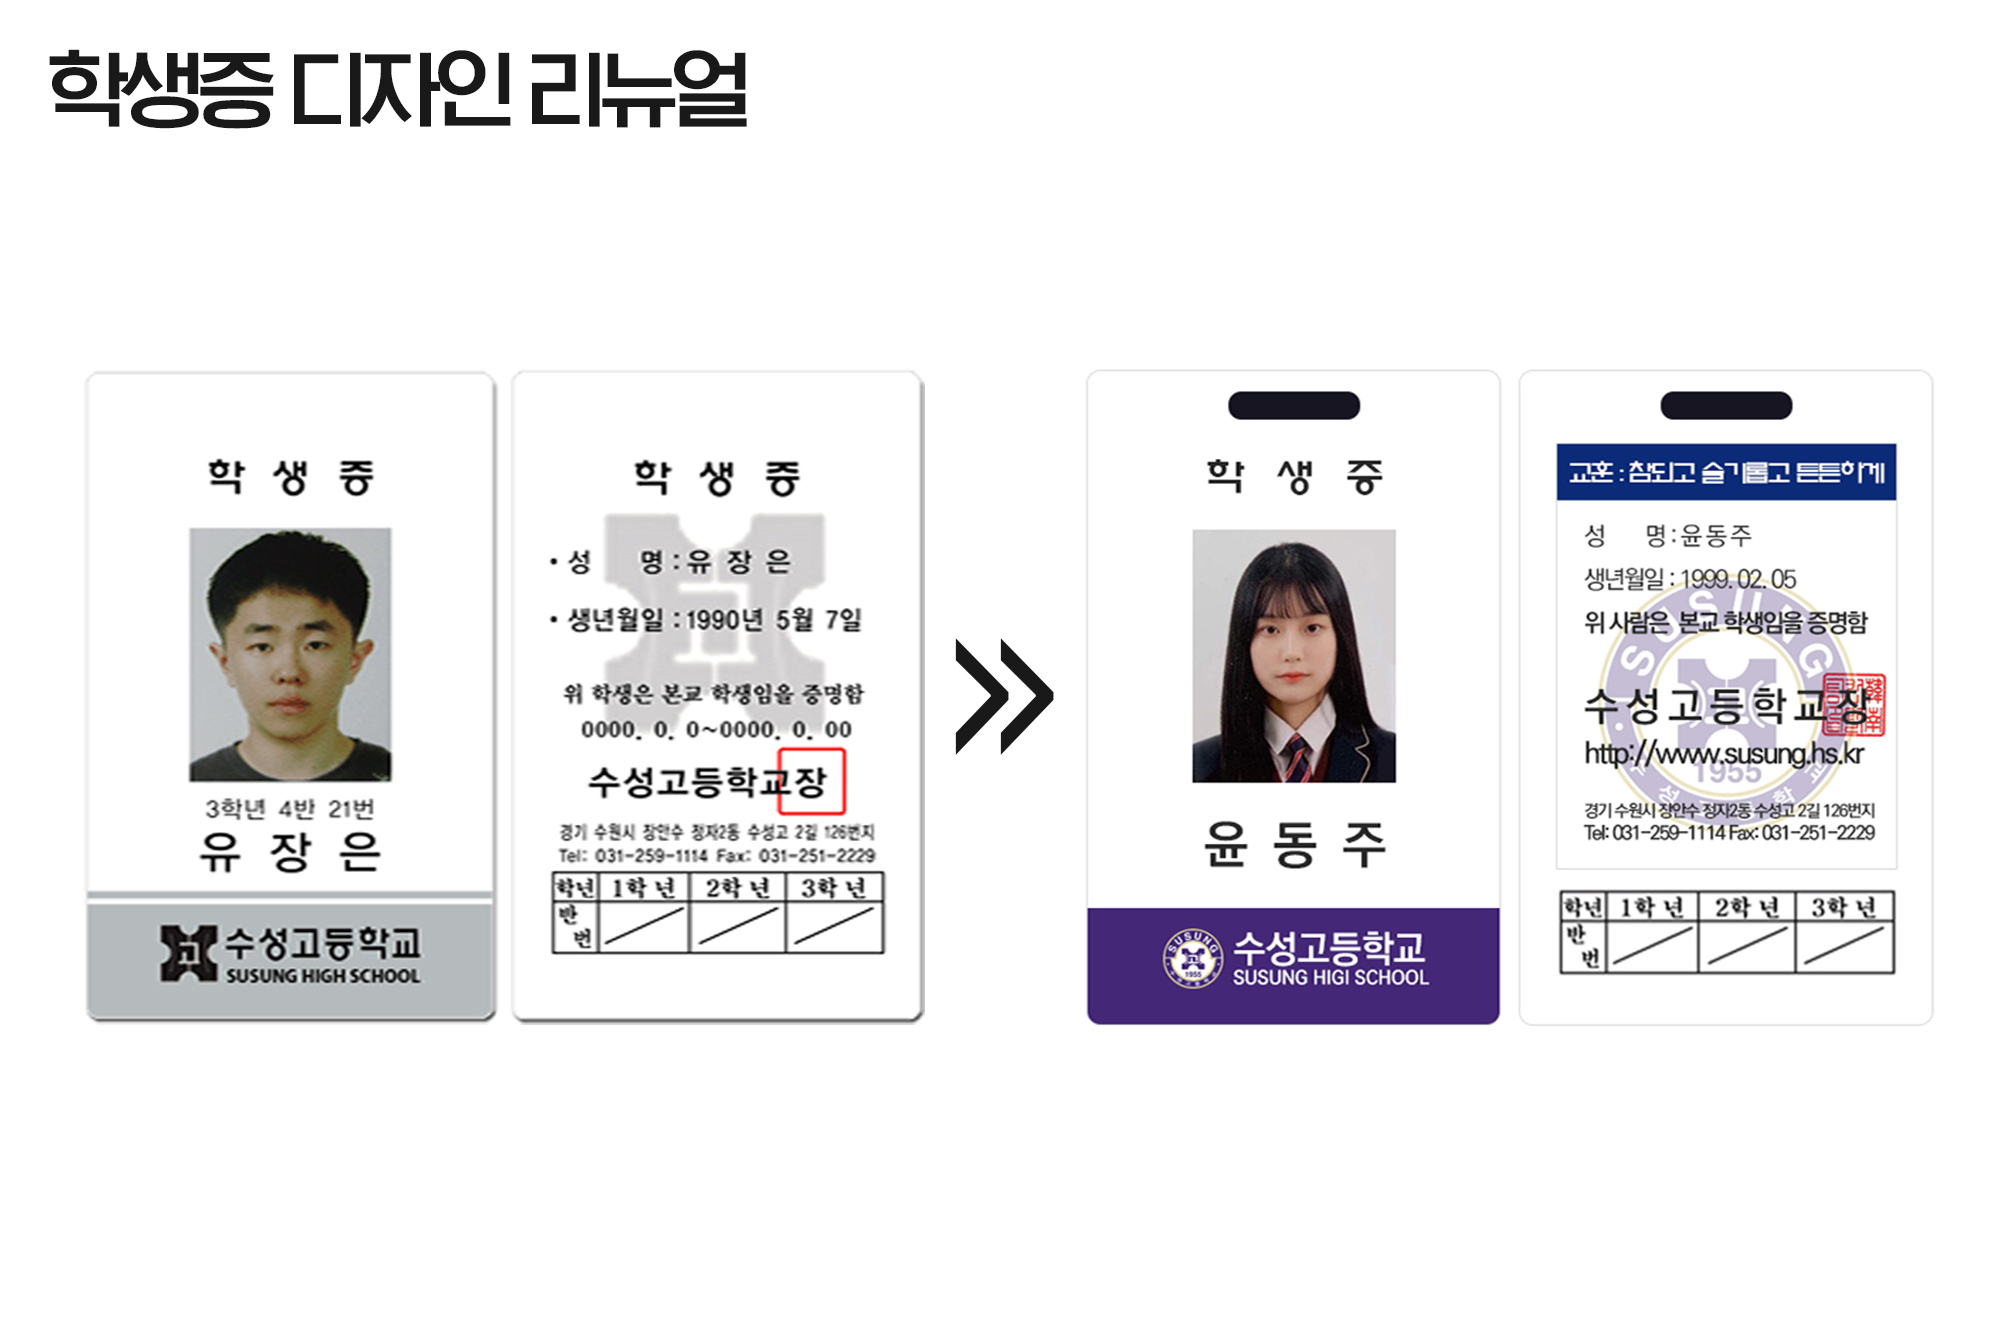 학생증 디자인 리뉴얼
학 생 증
3학년 4반 21번
유 장 은
수성고등학교
SUSUNG HIGH SCHOOL
학 생 증
• 성 명 : 유 장 은
• 생년월일 : 1990년 5월 7일
위 학생은 본교 학생임을 증명함
0000. 0. 0~0000. 0. 00
수성고등학교장
경기 수원시 장안수 정자2동 수성고 2길 126번지
Tel: 031-259-1114 Fax: 031-251-2229
학년 1학 년 2학 년 3학 년
반
번
학 생 증
윤 동 주
SUSUNG
1955
수성고등학교
SUSUNG HIGI SCHOOL
교훈 : 참되고 슬기롭고 튼튼하게
성 명 : 윤동주
생년월일 : 1999. 02. 05
위 사람은 본교 학생임을 증명함
SUSUNG
수성고등학교장
http://www.susung.hs.kr
1955
경기 수원시 장안수 정자2동 수성고 2길 126번지
Tel: 031-259-1114 Fax: 031-251-2229
학년 1학 년 2학 년 3학 년
반
번